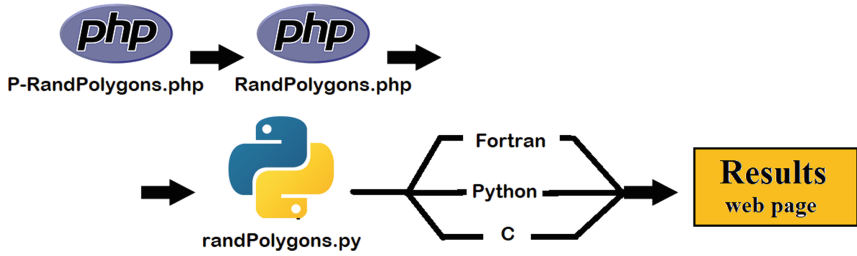 php
php
P-RandPolygons.php
RandPolygons.php
randPolygons.py
Fortran
Python
C
Results
web page